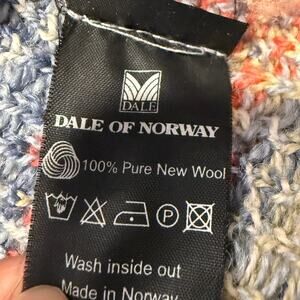 DALE
DALE OF NORWAY
100% Pure New Wool
P
Wash inside out
Made in Norway